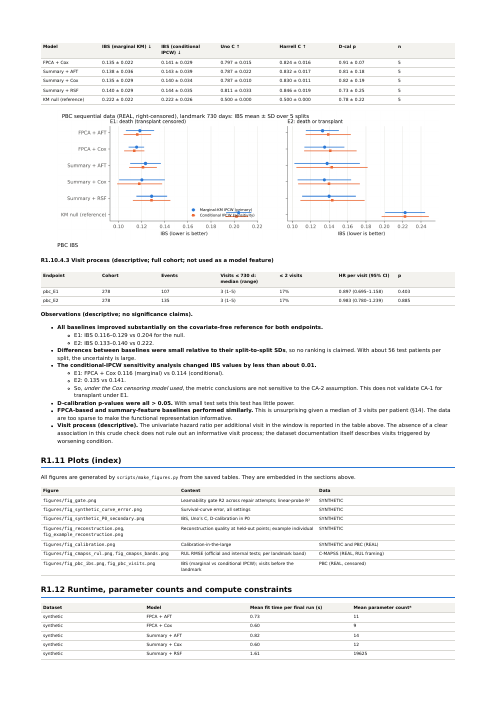 Model IBS (marginal KM) ↓ IBS (conditional IPCW) ↓ Uno C ↑ Harrell C ↑ D-cal p n
FPCA + Cox 0.135 ± 0.022 0.141 ± 0.029 0.797 ± 0.015 0.824 ± 0.016 0.91 ± 0.07 5
Summary + AFT 0.138 ± 0.036 0.143 ± 0.039 0.787 ± 0.022 0.832 ± 0.017 0.81 ± 0.18 5
Summary + Cox 0.135 ± 0.029 0.140 ± 0.034 0.787 ± 0.010 0.830 ± 0.011 0.82 ± 0.19 5
Summary + RSF 0.140 ± 0.028 0.144 ± 0.033 0.811 ± 0.033 0.846 ± 0.019 0.73 ± 0.25 5
KM null (reference) 0.222 ± 0.022 0.222 ± 0.026 0.500 ± 0.000 0.500 ± 0.000 0.78 ± 0.22 5
PBC sequential data (REAL, right-censored), landmark 730 days: IBS mean ± SD over 5 splits
E1: death (transplant censored) E2: death or transplant
FPCA + AFT
FPCA + Cox
Summary + AFT
Summary + Cox
Summary + RSF
KM null (reference)
Marginal-KM IPCW (primary)
0.10 0.12 0.14 0.16 0.18 0.20 0.22 0.10 0.12 0.14 0.16 0.18 0.20 0.22 0.24
IBS (lower is better) IBS (lower is better)
PBC IBS
R1.10.4.3 Visit process (descriptive; full cohort; not used as a model feature)
Endpoint Cohort Events Visits ≤ 730 d: median (range) ≤ 2 visits HR per visit (95% CI) p
pbc_E1 278 107 3 (1–5) 17% 0.897 (0.695–1.158) 0.403
pbc_E2 278 135 3 (1–5) 17% 0.983 (0.780–1.239) 0.885
Observations (descriptive; no significance claims).
• All baselines improved substantially on the covariate-free reference for both endpoints.
E1: IBS 0.116–0.129 vs 0.204 for the null.
E2: IBS 0.133–0.140 vs 0.222.
• Differences between baselines were small relative to their split-to-split SDs, so no ranking is claimed. With about 56 test patients per
split, the uncertainty is large.
• The conditional-IPCW sensitivity analysis changed IBS values by less than about 0.01.
E1: FPCA + Cox 0.116 (marginal) vs 0.114 (conditional).
E2: 0.135 vs 0.141.
So, under the Cox censoring model used, the metric conclusions are not sensitive to the CA-2 assumption. This does not validate CA-1 for
transplant under E1.
• D-calibration p-values were all > 0.05. With small test sets this test has little power.
• FPCA-based and summary-feature baselines performed similarly. This is unsurprising given a median of 3 visits per patient (§14). The data
are too sparse to make the functional representation informative.
• Visit process (descriptive). The univariate hazard ratio per additional visit in the window is reported in the table above. The absence of a clear
association in this crude check does not rule out an informative visit process; the dataset documentation itself describes visits triggered by
worsening condition.
R1.11 Plots (index)
All figures are generated by scripts/make_figures.py from the saved tables. They are embedded in the sections above.
Figure Content Data
figures/fig_gate.png Learnability gate R2 across repair attempts; linear-probe R² SYNTHETIC
figures/fig_synthetic_curve_error.png Survival-curve error, all settings SYNTHETIC
figures/fig_synthetic_P0_secondary.png IBS, Uno's C, D-calibration in P0 SYNTHETIC
figures/fig_reconstruction.png, Reconstruction quality at held-out points; example individual SYNTHETIC
fig_example_reconstruction.png
figures/fig_calibration.png Calibration-in-the-large SYNTHETIC and PBC (REAL)
figures/fig_cmapss_rul.png, fig_cmapss_bands.png RUL RMSE (official and internal tests; per landmark band) C-MAPSS (REAL, RUL framing)
figures/fig_pbc_ibs.png, fig_pbc_visits.png IBS (marginal vs conditional IPCW); visits before the PBC (REAL, censored)
landmark
R1.12 Runtime, parameter counts and compute constraints
Dataset Model Mean fit time per final run (s) Mean parameter count*
synthetic FPCA + AFT 0.73 11
synthetic FPCA + Cox 0.60 9
synthetic Summary + AFT 0.82 14
synthetic Summary + Cox 0.60 12
synthetic Summary + RSF 1.61 19625